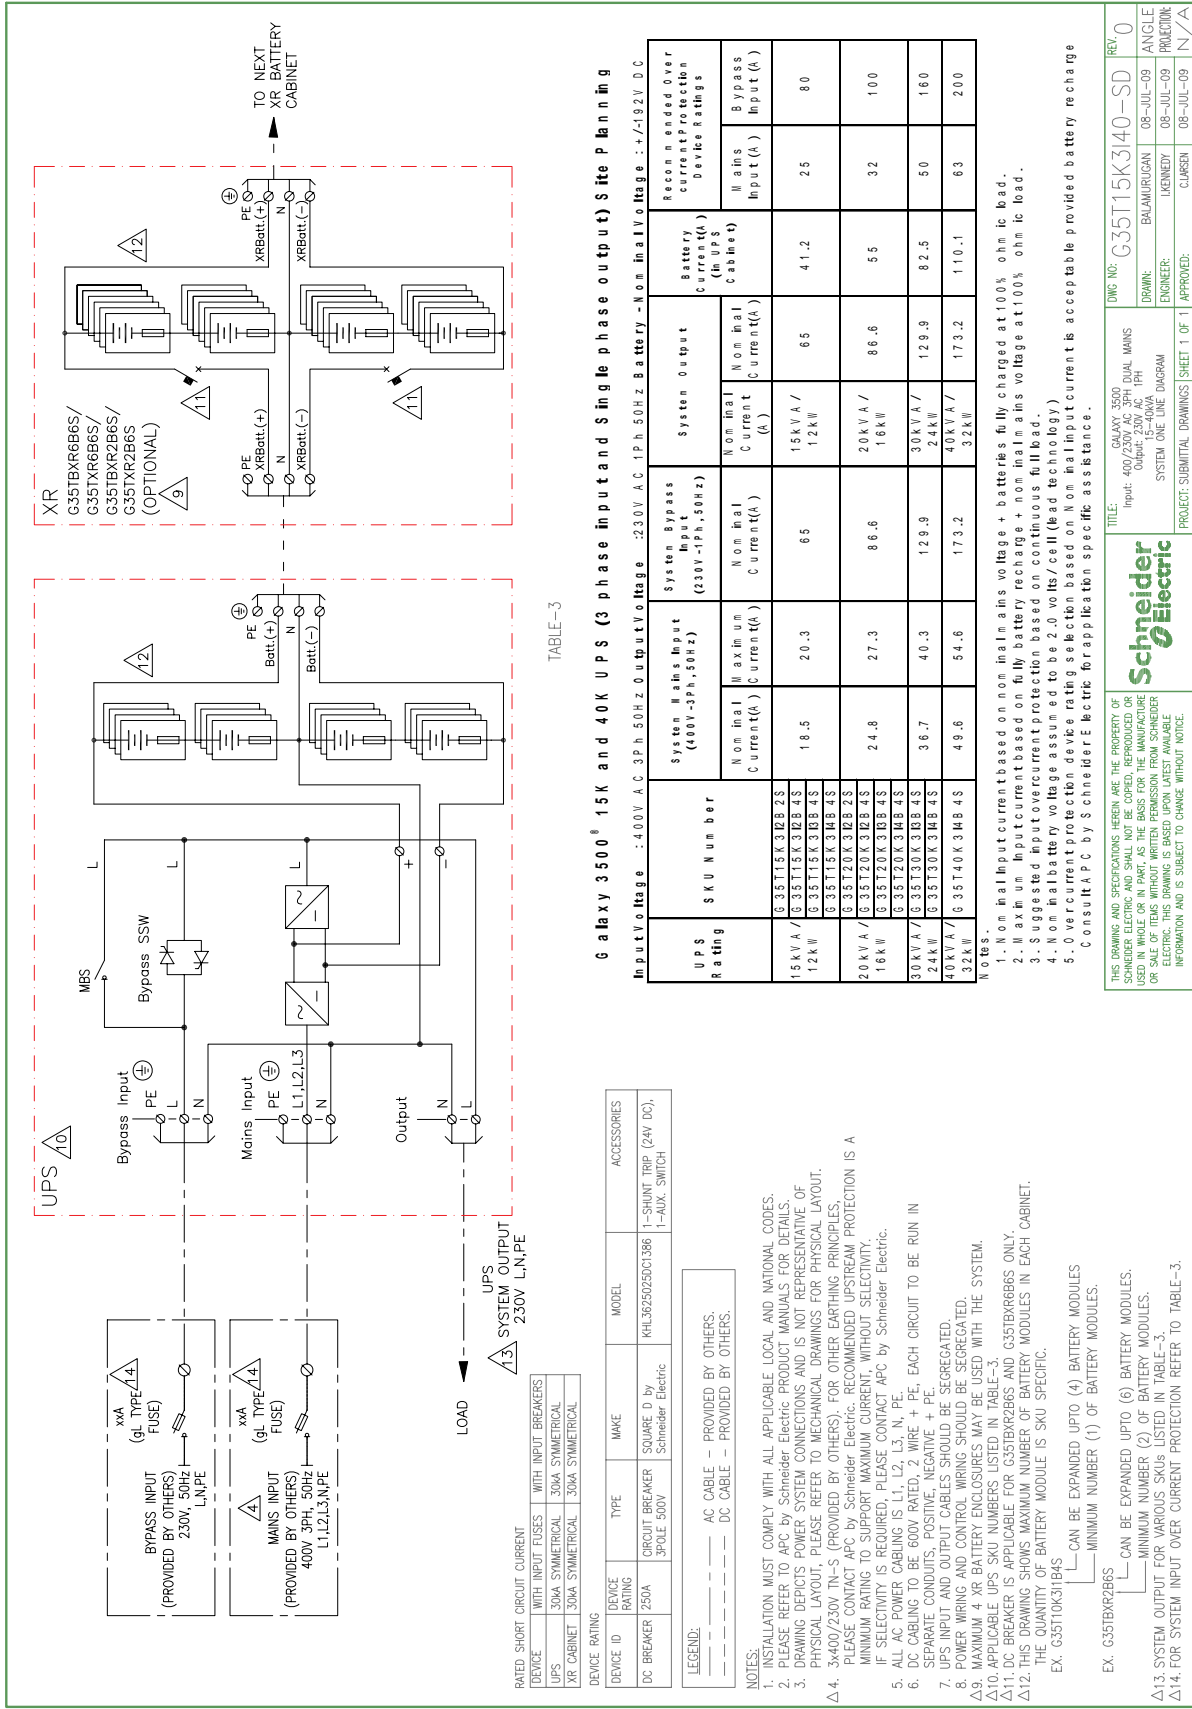 UPS
10
Bypass Input
PE
L
N
Mains Input
PE
L1,L2,L3
N
Output
N
L
MBS
L
Bypass SSW
L
L
+
-
12
PE
Batt.(+)
N
Batt.(-)
XR
G35TBXR6B6S/
G35TXR6B6S/
G35TBXR2B6S/
G35TXR2B6S
(OPTIONAL)
9
PE
XRBatt.(+)
N
XRBatt.(-)
11
11
12
PE
XRBatt.(+)
N
XRBatt.(-)
TO NEXT
XR BATTERY
CABINET
xxA
(gL TYPE
FUSE)
14
BYPASS INPUT
(PROVIDED BY OTHERS)
230V, 50Hz
L,N,PE
xxA
(gL TYPE
FUSE)
14
4
MAINS INPUT
(PROVIDED BY OTHERS)
400V 3PH, 50Hz
L1,L2,L3,N,PE
LOAD
UPS
13 SYSTEM OUTPUT
230V L,N,PE
RATED SHORT CIRCUIT CURRENT
DEVICE WITH INPUT FUSES WITH INPUT BREAKERS
UPS 30kA SYMMETRICAL 30kA SYMMETRICAL
XR CABINET 30kA SYMMETRICAL 30KA SYMMETRICAL
DEVICE RATING
DEVICE ID DEVICE RATING TYPE MAKE MODEL ACCESSORIES
DC BREAKER 250A CIRCUIT BREAKER 3POLE 500V SQUARE D by Schneider Electric KHL3625025DC1386 1-SHUNT TRIP (24V DC), 1-AUX. SWITCH
LEGEND:
AC CABLE - PROVIDED BY OTHERS.
DC CABLE - PROVIDED BY OTHERS.
NOTES:
1. INSTALLATION MUST COMPLY WITH ALL APPLICABLE LOCAL AND NATIONAL CODES.
2. PLEASE REFER TO APC by Schneider Electric PRODUCT MANUALS FOR DETAILS.
3. DRAWING DEPICTS POWER SYSTEM CONNECTIONS AND IS NOT REPRESENTATIVE OF
PHYSICAL LAYOUT, PLEASE REFER TO MECHANICAL DRAWINGS FOR PHYSICAL LAYOUT.
△4. 3x400/230V TN-S (PROVIDED BY OTHERS). FOR OTHER EARTHING PRINCIPLES,
PLEASE CONTACT APC by Schneider Electric. RECOMMENDED UPSTREAM PROTECTION IS A
MINIMUM RATING TO SUPPORT MAXIMUM CURRENT, WITHOUT SELECTIVITY.
IF SELECTIVITY IS REQUIRED, PLEASE CONTACT APC by Schneider Electric.
5. ALL AC POWER CABLING IS L1, L2, L3, N, PE.
6. DC CABLING TO BE 600V RATED, 2 WIRE + PE, EACH CIRCUIT TO BE RUN IN
SEPARATE CONDUITS, POSITIVE, NEGATIVE + PE.
7. UPS INPUT AND OUTPUT CABLES SHOULD BE SEGREGATED.
8. POWER WIRING AND CONTROL WIRING SHOULD BE SEGREGATED.
△9. MAXIMUM 4 XR BATTERY ENCLOSURES MAY BE USED WITH THE SYSTEM.
△10. APPLICABLE UPS SKU NUMBERS LISTED IN TABLE-3.
△11. DC BREAKER IS APPLICABLE FOR G35TBXR2B6S AND G35TBXR6B6S ONLY.
△12. THIS DRAWING SHOWS MAXIMUM NUMBER OF BATTERY MODULES IN EACH CABINET.
THE QUANTITY OF BATTERY MODULE IS SKU SPECIFIC.
EX. G35T10K3I1B4S
CAN BE EXPANDED UPTO (4) BATTERY MODULES
MINIMUM NUMBER (1) OF BATTERY MODULES.
EX. G35TBXR2B6S
CAN BE EXPANDED UPTO (6) BATTERY MODULES.
MINIMUM NUMBER (2) OF BATTERY MODULES.
△13. SYSTEM OUTPUT FOR VARIOUS SKUs LISTED IN TABLE-3.
△14. FOR SYSTEM INPUT OVER CURRENT PROTECTION REFER TO TABLE-3.
TABLE-3
Galaxy 3500® 15K and 40K UPS (3 phase input and Single phase output) Site Planning
Input Voltage :400V AC 3Ph 50Hz Output Voltage :230V AC 1Ph 50Hz Battery - Nominal Voltage : +/-192V DC
UPS Rating
SKU Number
System Mains Input (400V-3Ph,50Hz)
System Bypass Input (230V-1Ph,50Hz)
System Output
Battery Current(A) (in UPS Cabinet)
Recommended Over current Protection Device Ratings
Nominal Current(A) Maximum Current(A) Nominal Current(A) Nominal Current (A) Nominal Current(A) Mains Input(A) Bypass Input(A)
15kVA/ 12kW G35T15K3I2B2S G35T15K3I2B4S G35T15K3I3B4S G35T15K3I4B4S 18.5 20.3 65 15kVA/ 12kW 65 41.2 25 80
20kVA/ 16kW G35T20K3I2B2S G35T20K3I2B4S G35T20K3I3B4S G35T20K3I4B4S 24.8 27.3 86.6 20kVA/ 16kW 86.6 55 32 100
30kVA/ 24kW G35T30K3I3B4S G35T30K3I4B4S 36.7 40.3 129.9 30kVA/ 24kW 129.9 82.5 50 160
40kVA/ 32kW G35T40K3I4B4S 49.6 54.6 173.2 40kVA/ 32kW 173.2 110.1 63 200
Notes.
1. Nominal Input current based on nominal mains voltage + batteries fully charged at 100% ohmic load.
2. Maximum Input current based on fully battery recharge + nominal mains voltage at 100% ohmic load.
3. Suggested input overcurrent protection based on continuous full load.
4. Nominal battery voltage assumed to be 2.0 volts/cell (lead technology)
5. Overcurrent protection device rating selection based on Nominal input current is acceptable provided battery recharge
Consult APC by Schneider Electric for application specific assistance.
THIS DRAWING AND SPECIFICATIONS HEREIN ARE THE PROPERTY OF
SCHNEIDER ELECTRIC AND SHALL NOT BE COPIED, REPRODUCED OR
USED IN WHOLE OR IN PART, AS THE BASIS FOR THE MANUFACTURE
OR SALE OF ITEMS WITHOUT WRITTEN PERMISSION FROM SCHNEIDER
ELECTRIC. THIS DRAWING IS BASED UPON LATEST AVAILABLE
INFORMATION AND IS SUBJECT TO CHANGE WITHOUT NOTICE.
Schneider
Electric
TITLE: GALAXY 3500
Input: 400/230V AC 3PH DUAL MAINS
Output: 230V AC 1PH
15-40kVA
SYSTEM ONE LINE DIAGRAM
PROJECT: SUBMITTAL DRAWINGS SHEET 1 OF 1
DWG NO: G35T15K3I40-SD REV. 0
DRAWN: BALAMURUGAN 08-JUL-09 ANGLE
ENGINEER: I.KENNEDY 08-JUL-09 PROJECTION:
APPROVED: C.LARSEN 08-JUL-09 N/A